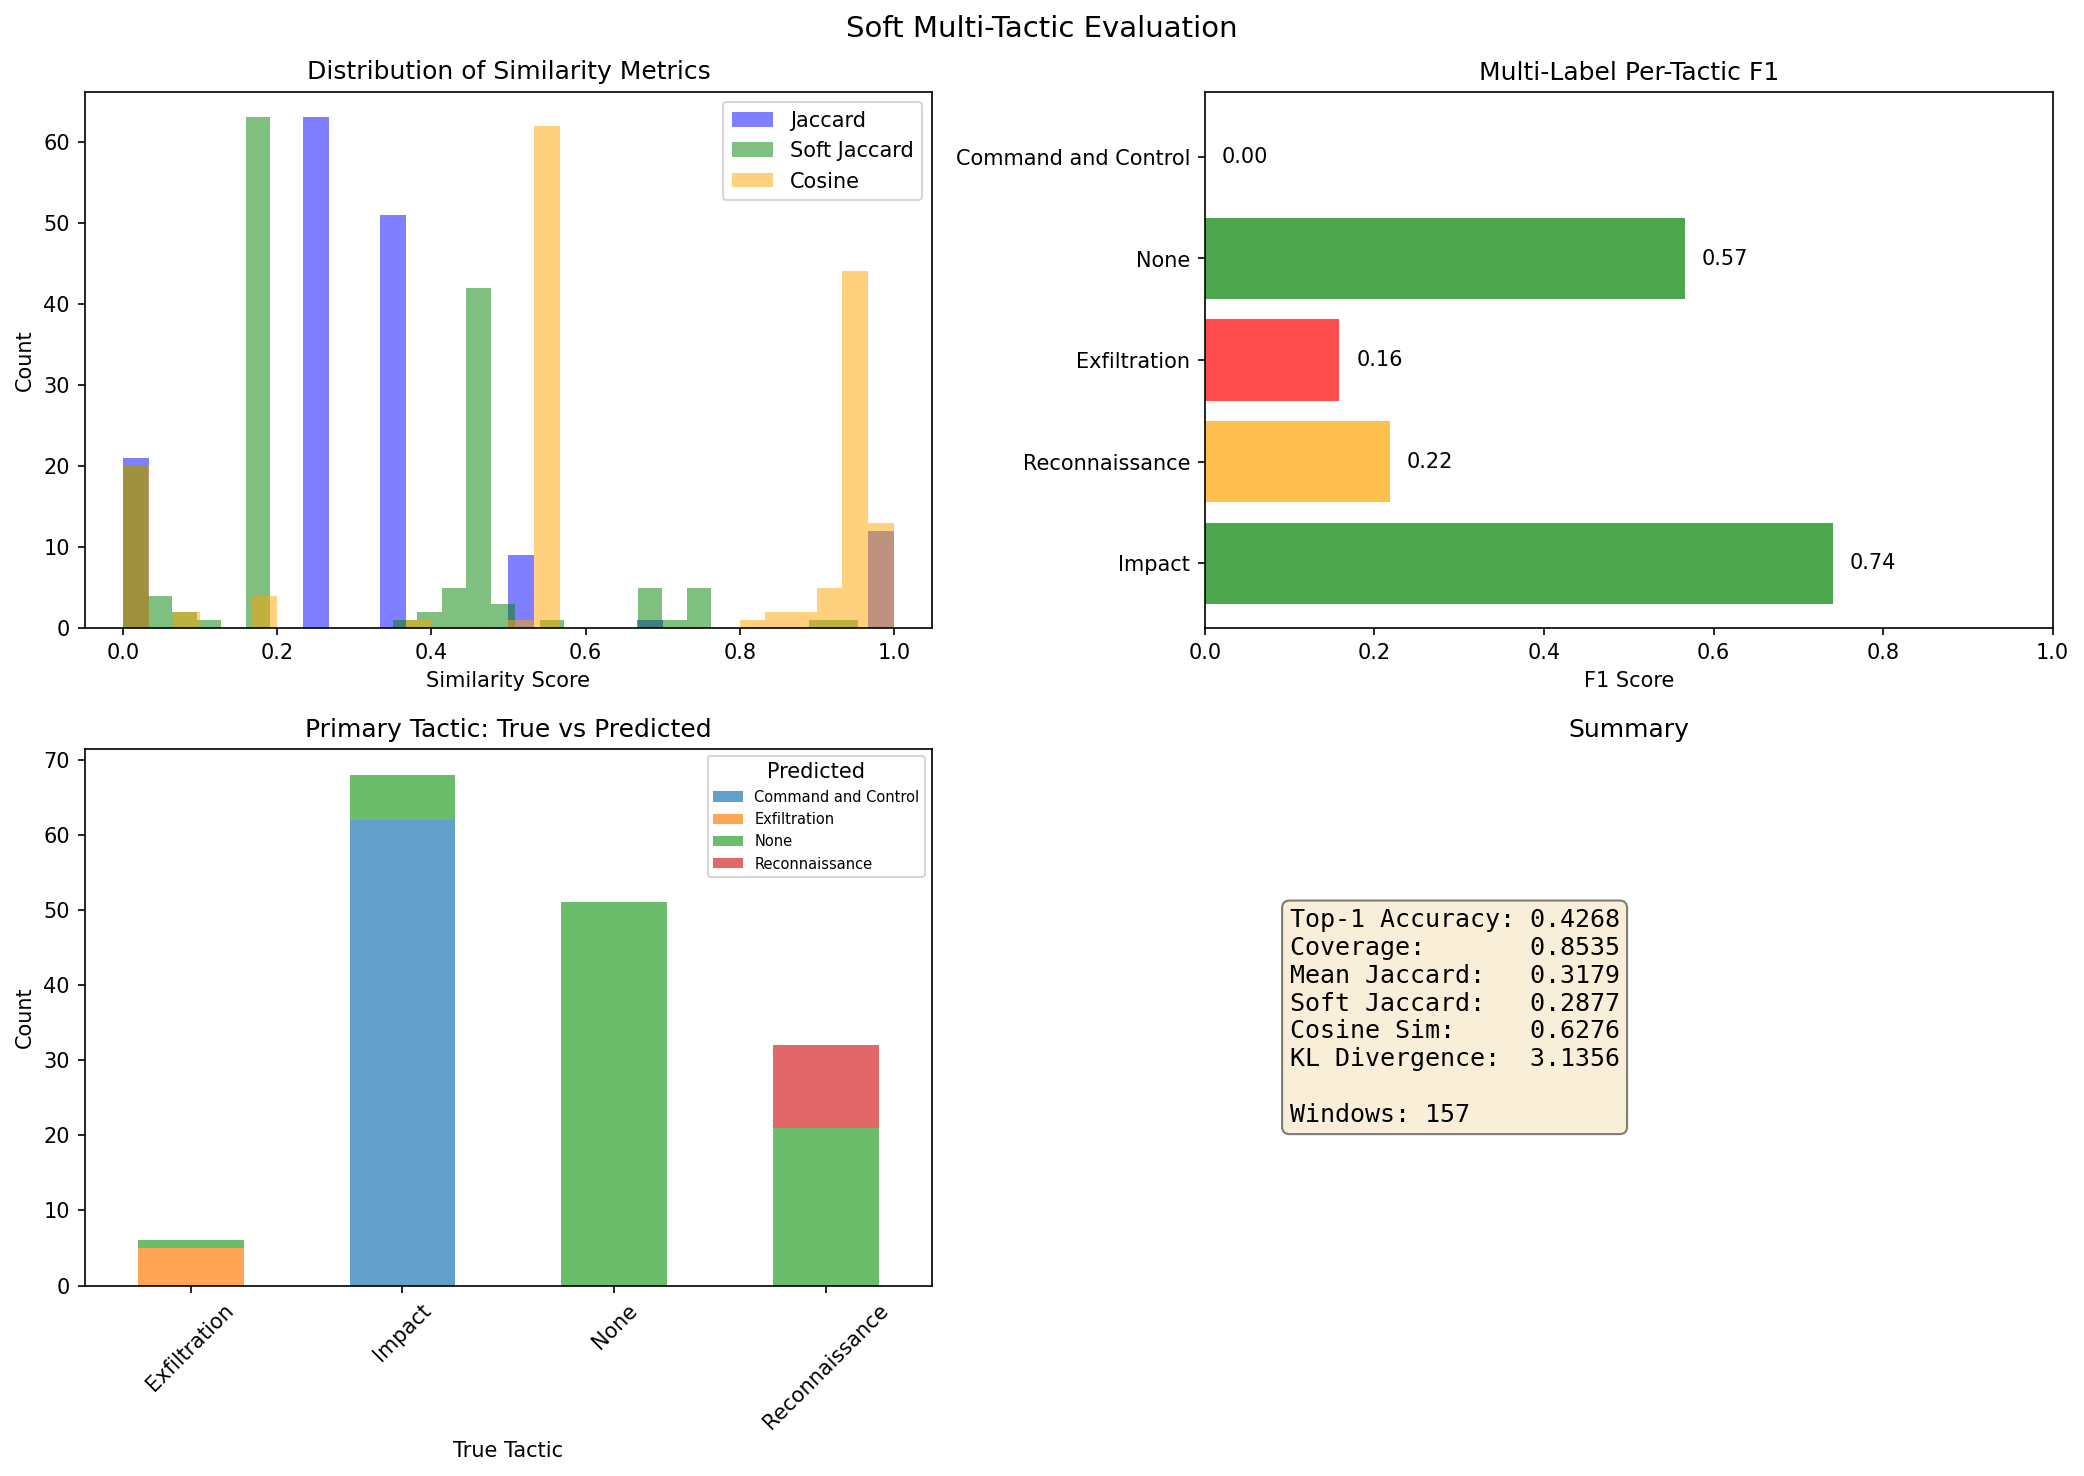 Soft Multi-Tactic Evaluation
Distribution of Similarity Metrics
Jaccard
Soft Jaccard
Cosine
60
50
40
30
20
10
0
Count
0.0 0.2 0.4 0.6 0.8 1.0
Similarity Score
Multi-Label Per-Tactic F1
Command and Control 0.00
None 0.57
Exfiltration 0.16
Reconnaissance 0.22
Impact 0.74
0.0 0.2 0.4 0.6 0.8 1.0
F1 Score
Primary Tactic: True vs Predicted
Predicted
Command and Control
Exfiltration
None
Reconnaissance
70
60
50
40
30
20
10
0
Count
Exfiltration
Impact
None
Reconnaissance
True Tactic
Summary
Top-1 Accuracy: 0.4268
Coverage: 0.8535
Mean Jaccard: 0.3179
Soft Jaccard: 0.2877
Cosine Sim: 0.6276
KL Divergence: 3.1356
Windows: 157